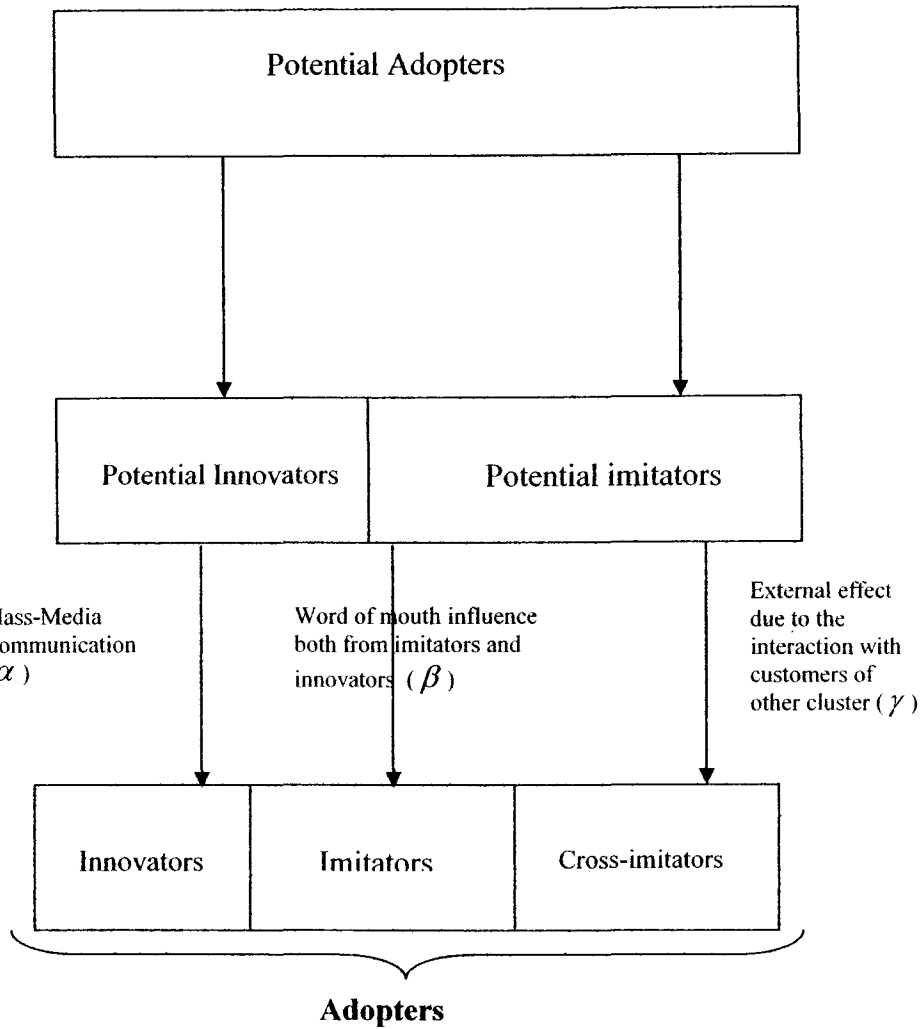 Potential Adopters
Potential Innovators
Potential imitators
ass-Media
ommunication
α )
Word of mouth influence
both from imitators and
innovators ( β )
External effect
due to the
interaction with
customers of
other cluster ( γ )
Innovators
Imitators
Cross-imitators
Adopters